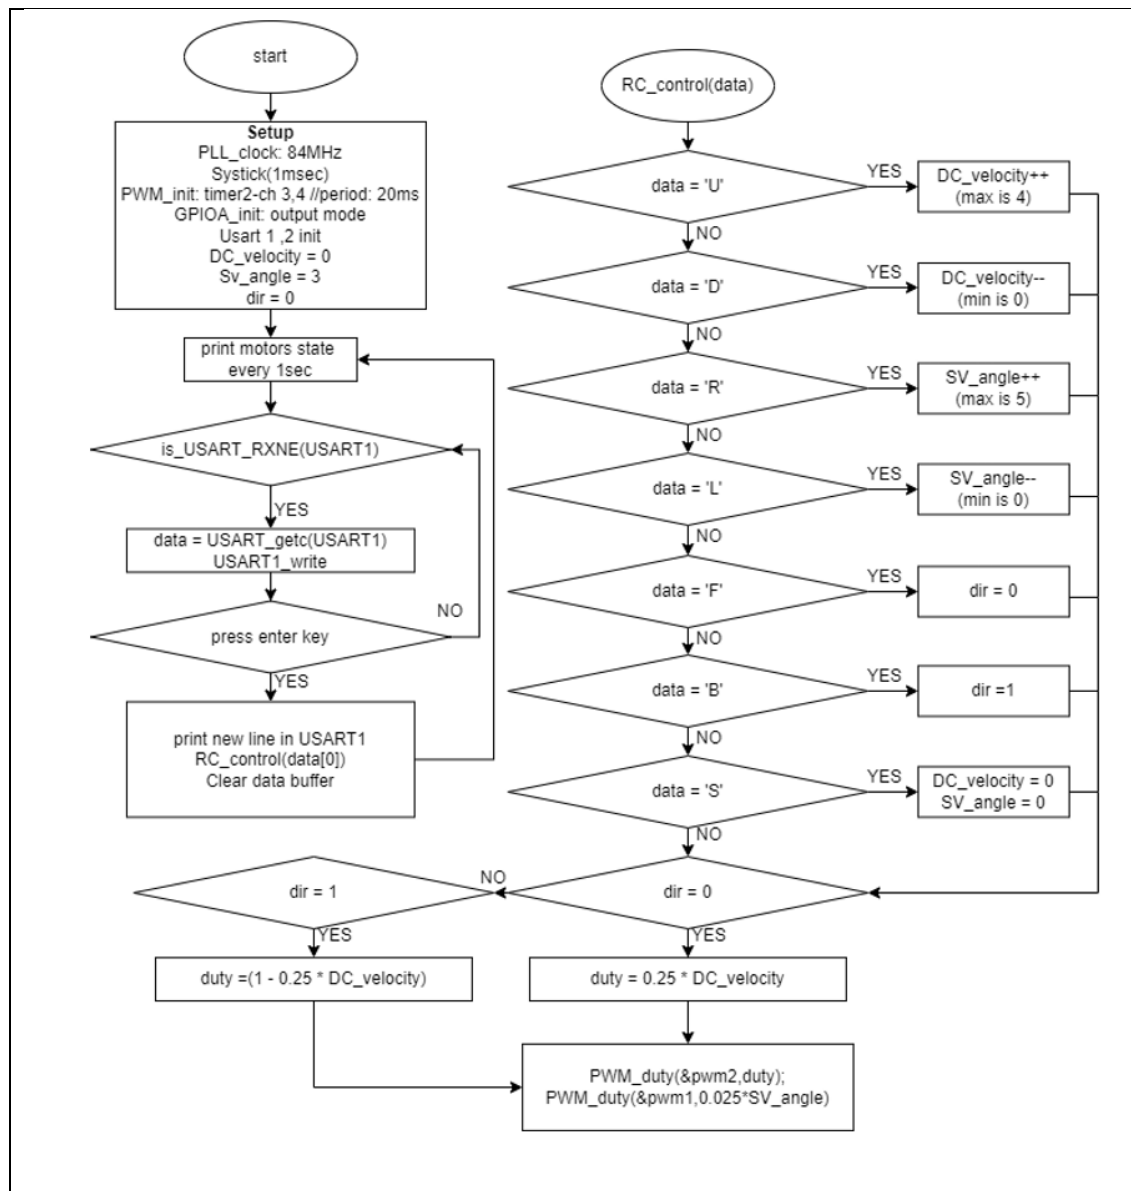 start
Setup
PLL_clock: 84MHz
Systick(1msec)
PWM_init: timer2-ch 3,4 //period: 20ms
GPIOA_init: output mode
Usart 1 ,2 init
DC_velocity = 0
Sv_angle = 3
dir = 0
print motors state
every 1sec
is_USART_RXNE(USART1)
YES
data = USART_getc(USART1)
USART1_write
press enter key
NO
YES
print new line in USART1
RC_control(data[0])
Clear data buffer
RC_control(data)
data = 'U'
YES
DC_velocity++
(max is 4)
NO
data = 'D'
YES
DC_velocity--
(min is 0)
NO
data = 'R'
YES
SV_angle++
(max is 5)
NO
data = 'L'
YES
SV_angle--
(min is 0)
NO
data = 'F'
YES
dir = 0
NO
data = 'B'
YES
dir =1
NO
data = 'S'
YES
DC_velocity = 0
SV_angle = 0
NO
dir = 0
NO
dir = 1
YES
YES
duty =(1 - 0.25 * DC_velocity)
duty = 0.25 * DC_velocity
PWM_duty(&pwm2,duty);
PWM_duty(&pwm1,0.025*SV_angle)